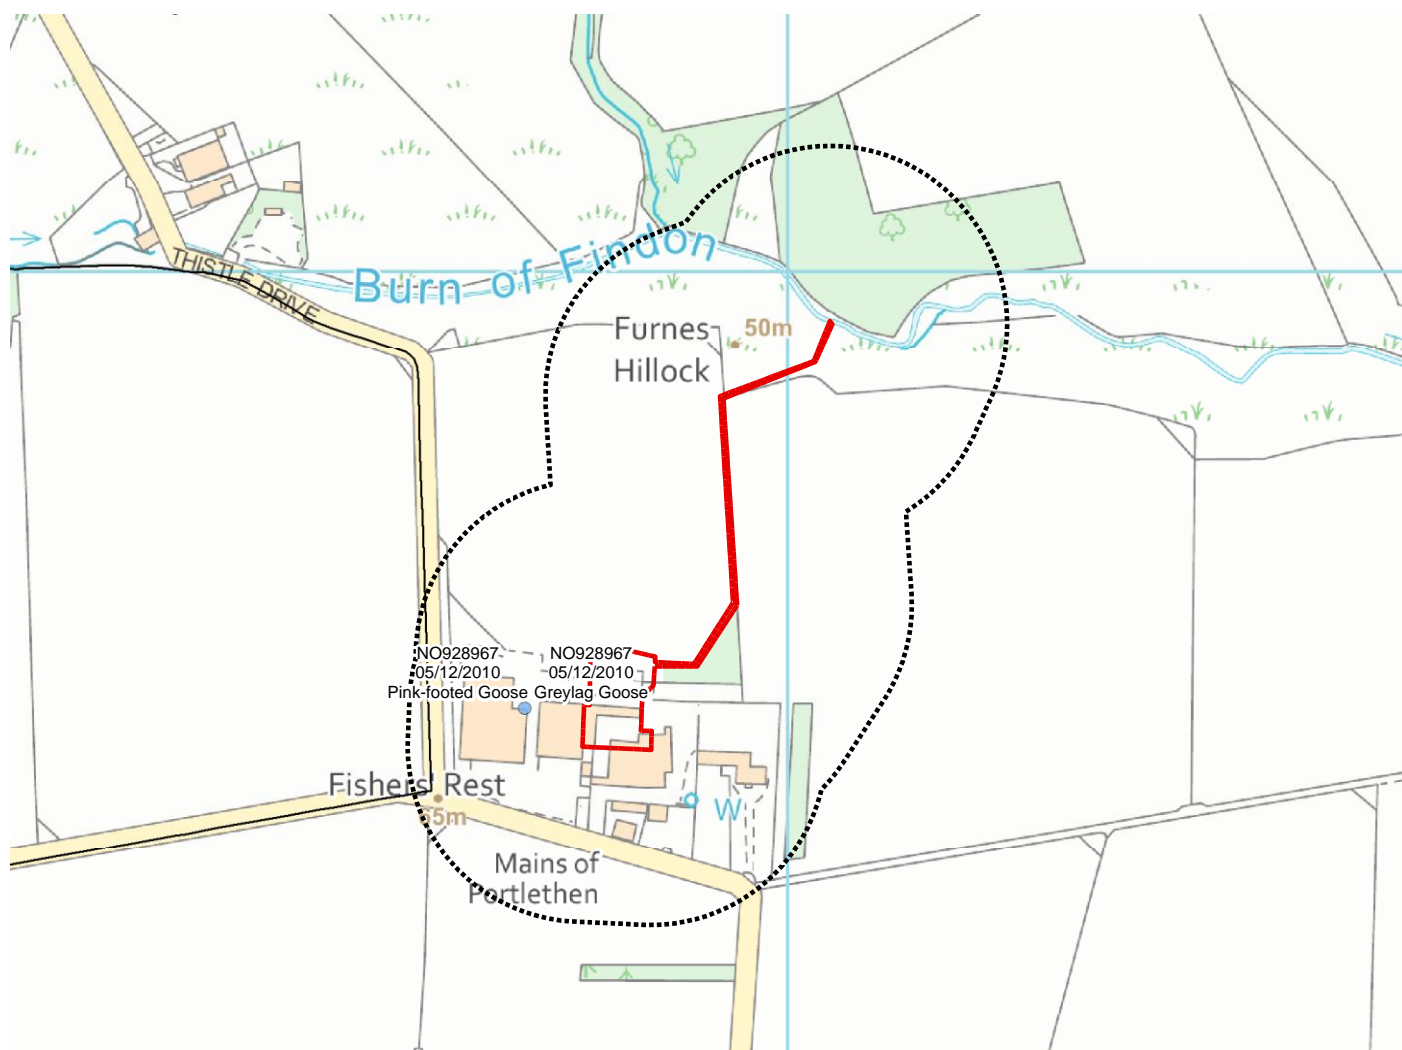 THISTLE DRIVE
Burn of Findon
Furnes
Hillock
50m
NO928967
05/12/2010
Pink-footed Goose
NO928967
05/12/2010
Greylag Goose
Fishers' Rest
65m
W
Mains of
Portlethen